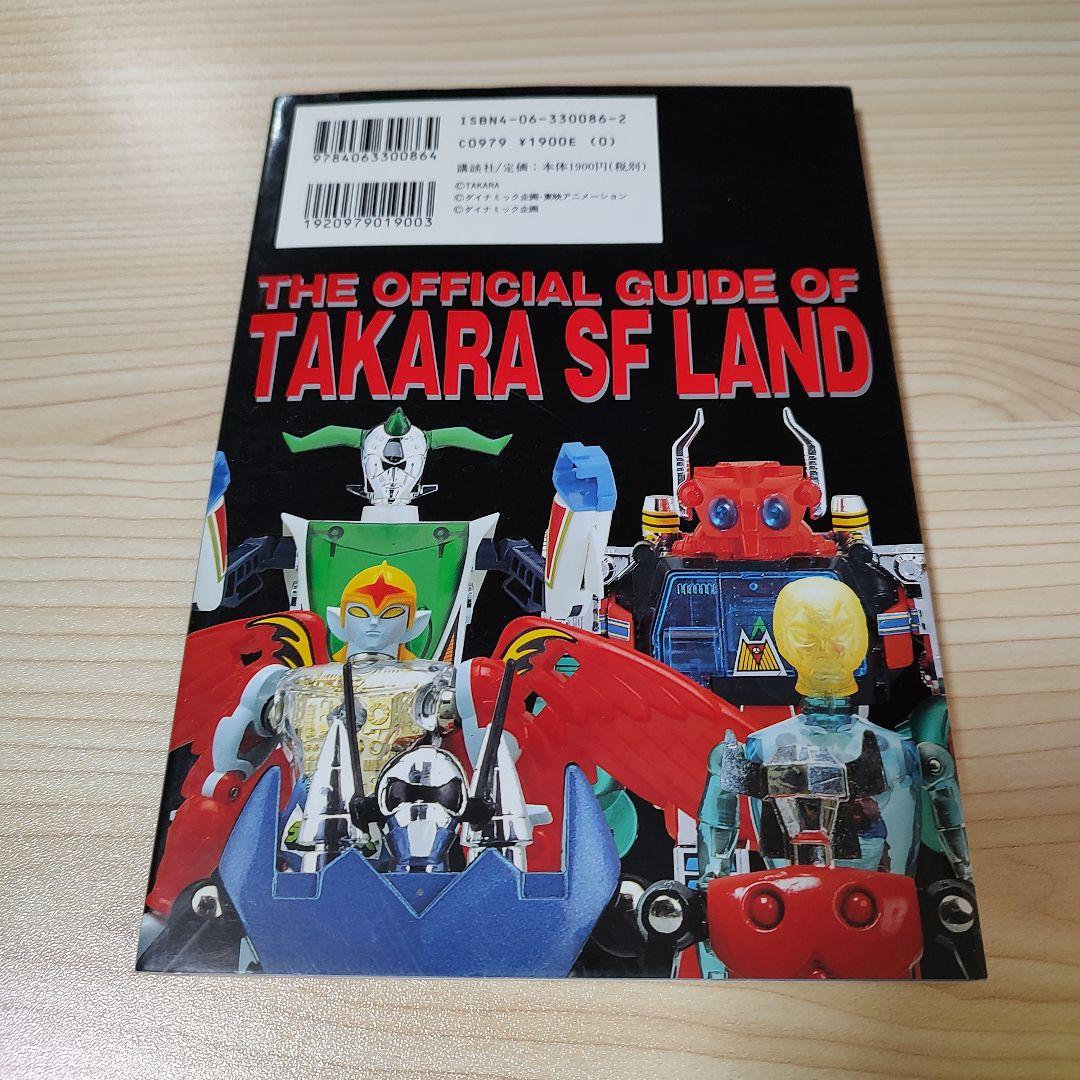 ISBN4-06-330086-2
C0979 ¥1900E (0)
9784063300864
講談社/定価：本体1900円(税別)
©TAKARA
©ダイナミック企画·東映アニメーション
©ダイナミック企画
1920979019003
THE OFFICIAL GUIDE OF
TAKARA SF LAND